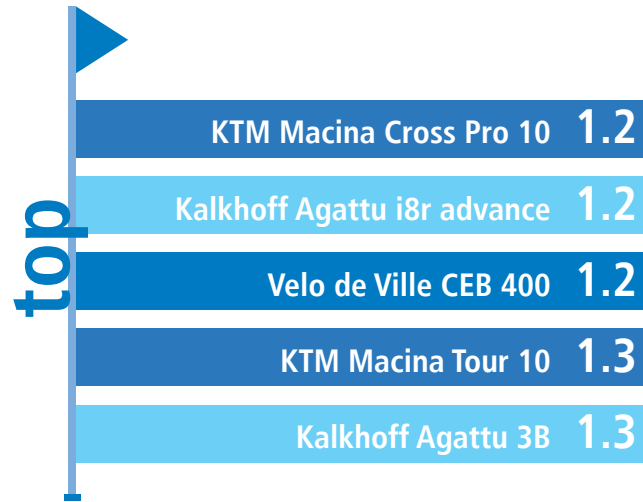 top
KTM Macina Cross Pro 10 1.2
Kalkhoff Agattu i8r advance 1.2
Velo de Ville CEB 400 1.2
KTM Macina Tour 10 1.3
Kalkhoff Agattu 3B 1.3